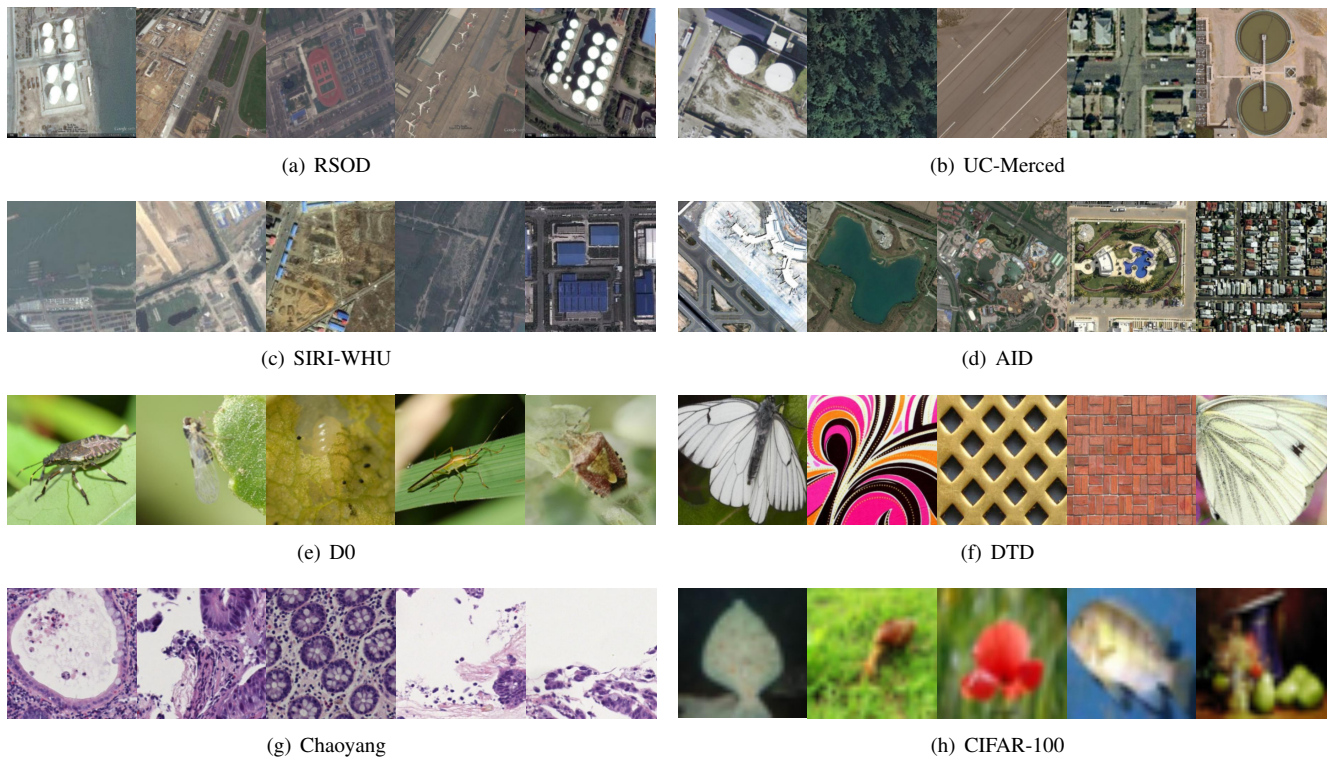 (a) RSOD
(b) UC-Merced
(c) SIRI-WHU
(d) AID
(e) D0
(f) DTD
(g) Chaoyang
(h) CIFAR-100